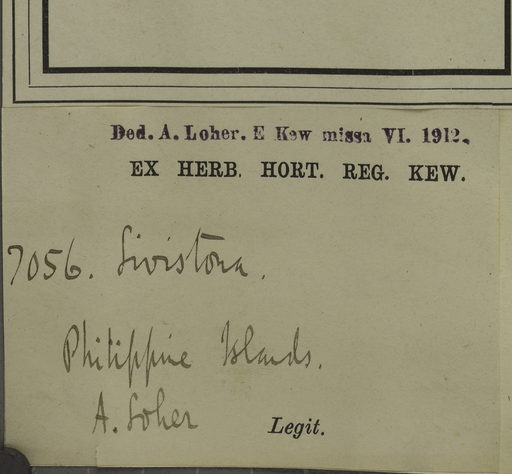 Ded. A. Loher. E Kew missa VI. 1912.
EX HERB. HORT. REG. KEW.
7056. Livistona.
Philippine Islands.
A. Loher Legit.